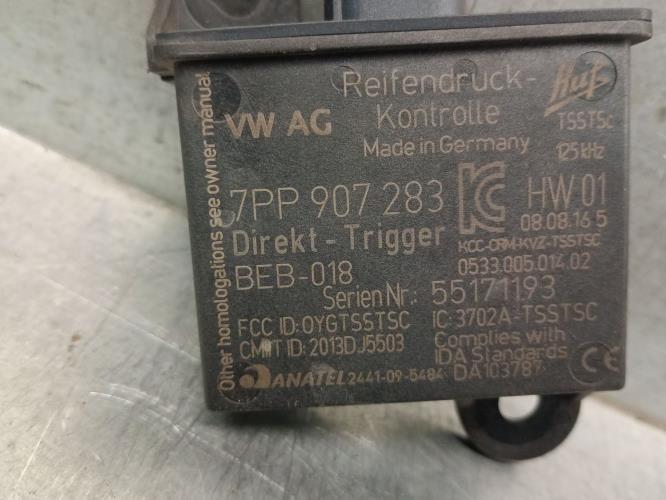 Other homologations see owner manual
Reifendruck-
Kontrolle
Made in Germany
VW AG
Huf
TSSTSc
125 kHz
7PP 907 283
Direkt - Trigger
BEB-018
HW 01
08.08.16 5
KCC-CRM-KVZ-TSSTSC
0533.005.014.02
Serien Nr.: 55171193
FCC ID: OYGTSSTSC
IC: 3702A-TSSTSC
CMIIT ID: 2013DJ5503
Complies with
IDA Standards
DA103787
ANATEL 2441-09-5484
CE